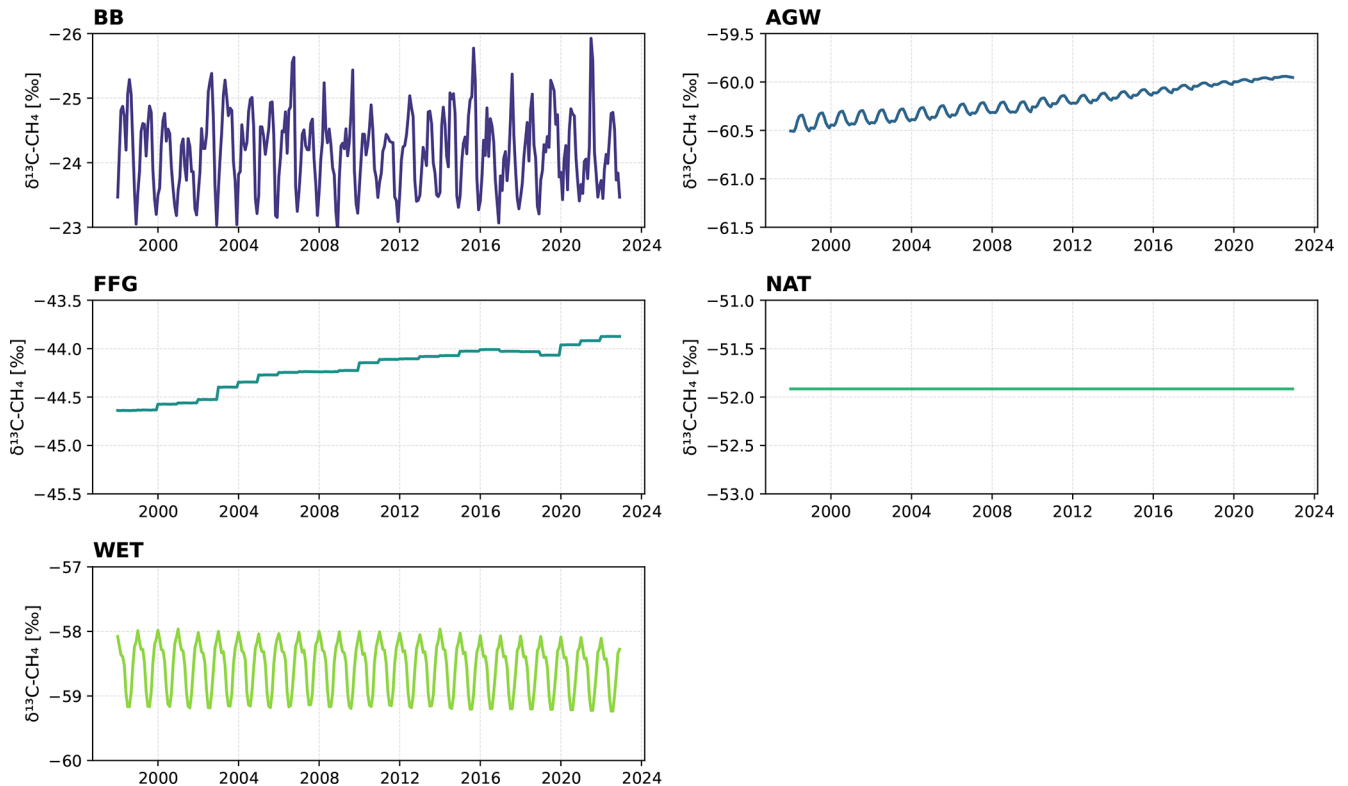 BB
δ¹³C-CH₄ [‰]
−26
−25
−24
−23
2000 2004 2008 2012 2016 2020 2024
AGW
δ¹³C-CH₄ [‰]
−59.5
−60.0
−60.5
−61.0
−61.5
2000 2004 2008 2012 2016 2020 2024
FFG
δ¹³C-CH₄ [‰]
−43.5
−44.0
−44.5
−45.0
−45.5
2000 2004 2008 2012 2016 2020 2024
NAT
δ¹³C-CH₄ [‰]
−51.0
−51.5
−52.0
−52.5
−53.0
2000 2004 2008 2012 2016 2020 2024
WET
δ¹³C-CH₄ [‰]
−57
−58
−59
−60
2000 2004 2008 2012 2016 2020 2024